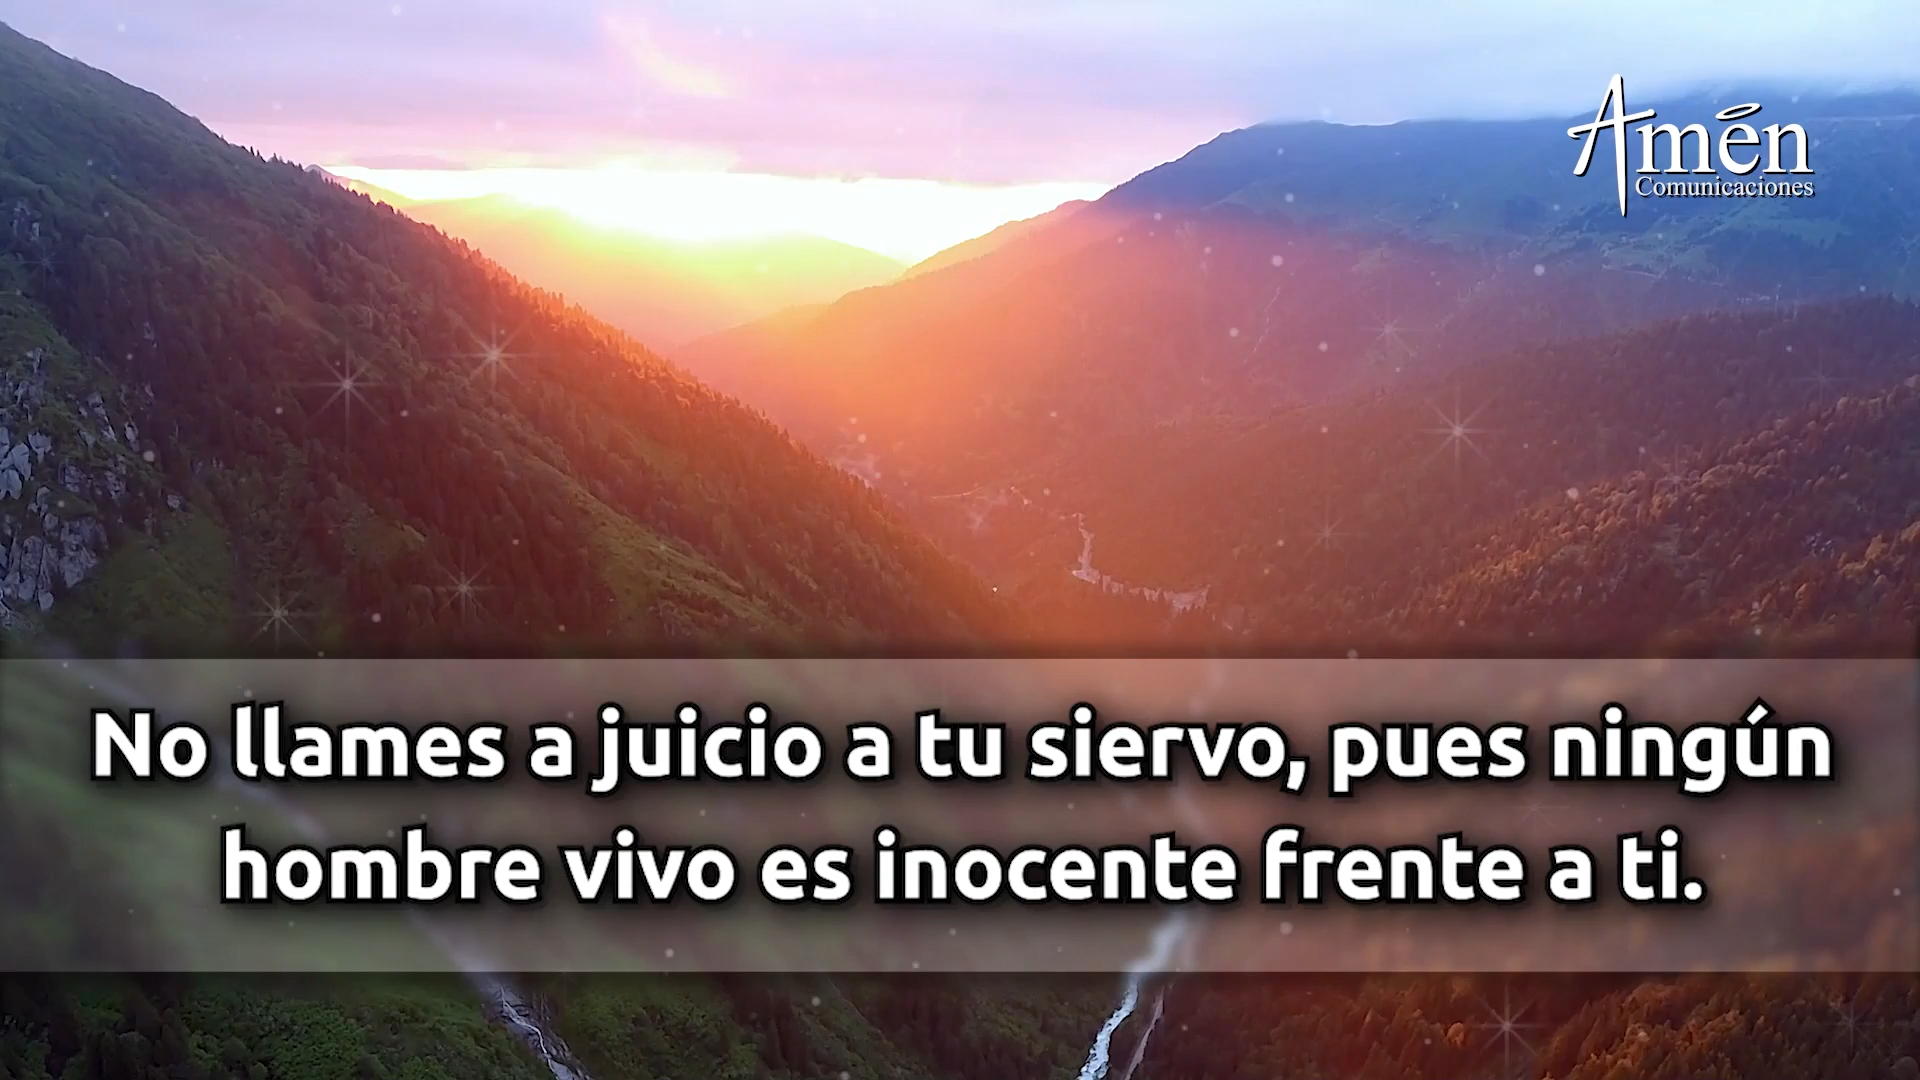 Amén
Comunicaciones
No llames a juicio a tu siervo, pues ningún
hombre vivo es inocente frente a ti.